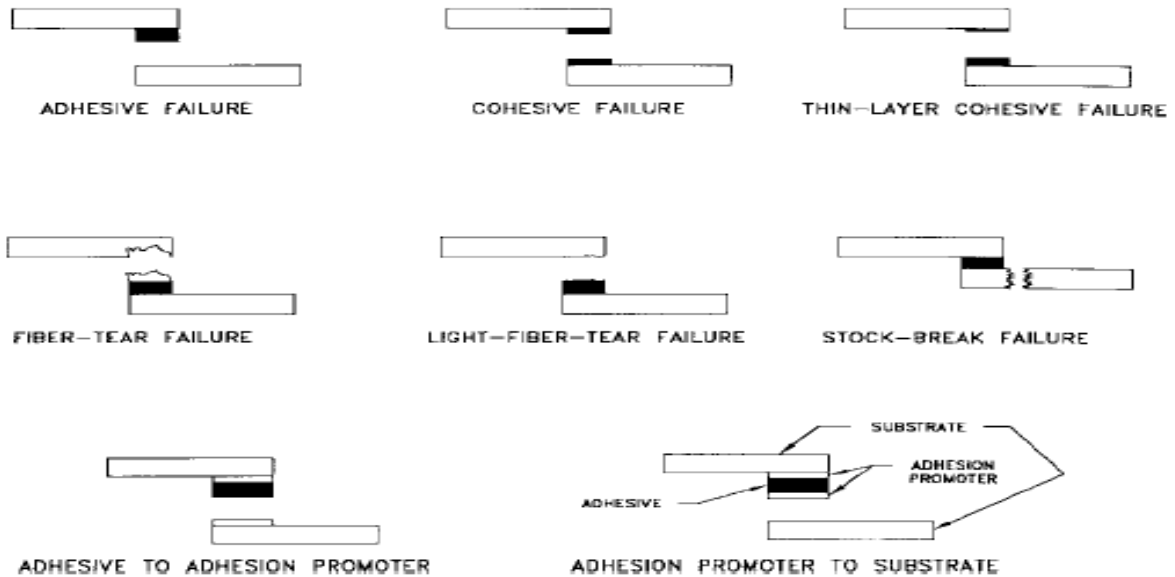 ADHESIVE FAILURE
COHESIVE FAILURE
THIN-LAYER COHESIVE FAILURE
FIBER-TEAR FAILURE
LIGHT-FIBER-TEAR FAILURE
STOCK-BREAK FAILURE
SUBSTRATE
ADHESION
PROMOTER
ADHESIVE
ADHESIVE TO ADHESION PROMOTER
ADHESION PROMOTER TO SUBSTRATE